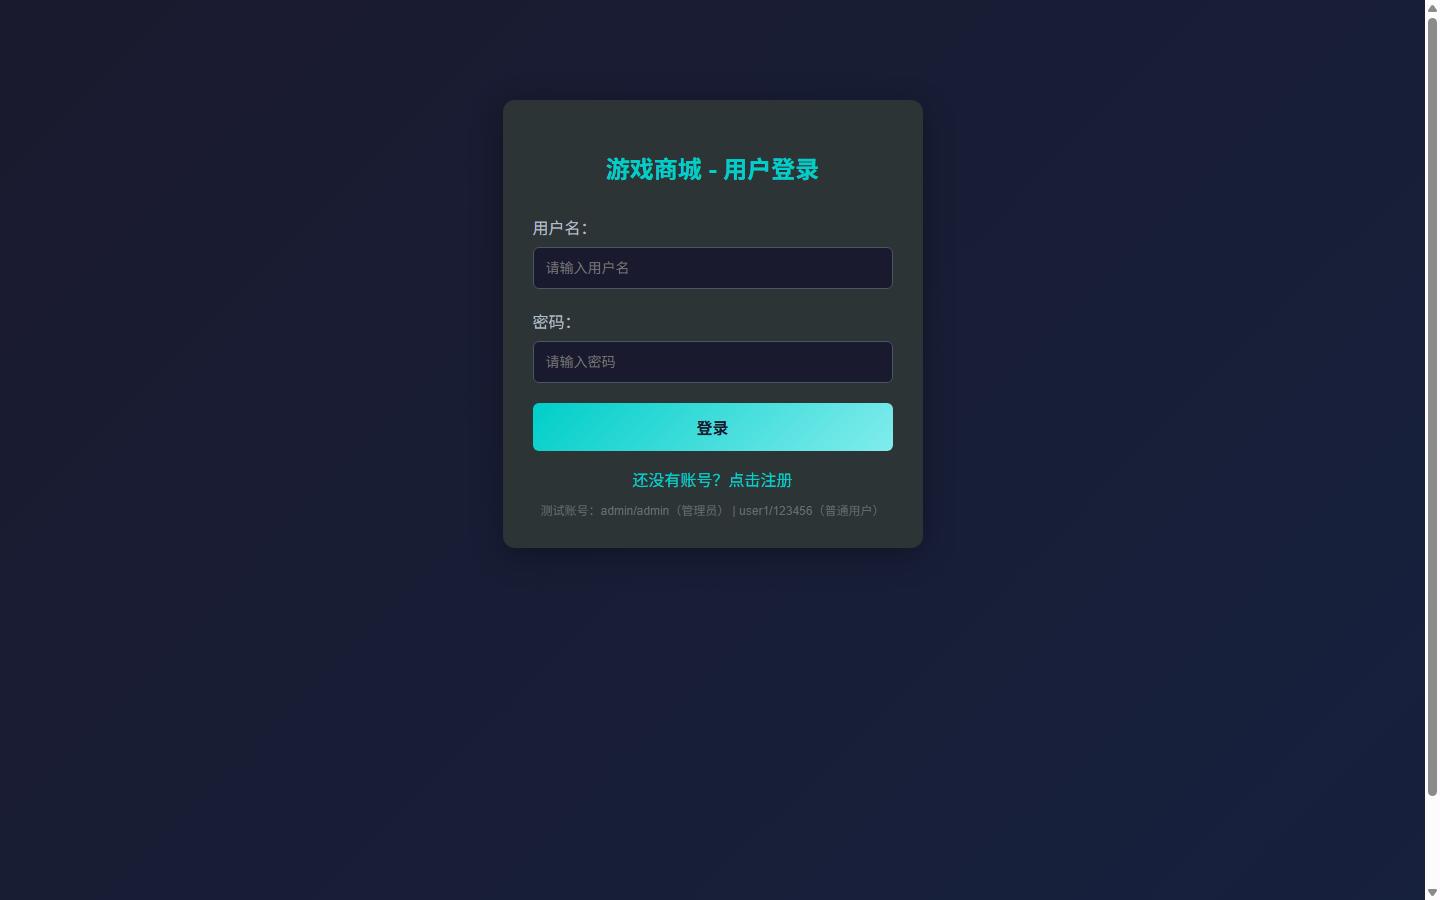 游戏商城 - 用户登录
用户名：
请输入用户名
密码：
请输入密码
登录
还没有账号？点击注册
测试账号：admin/admin（管理员） | user1/123456（普通用户）